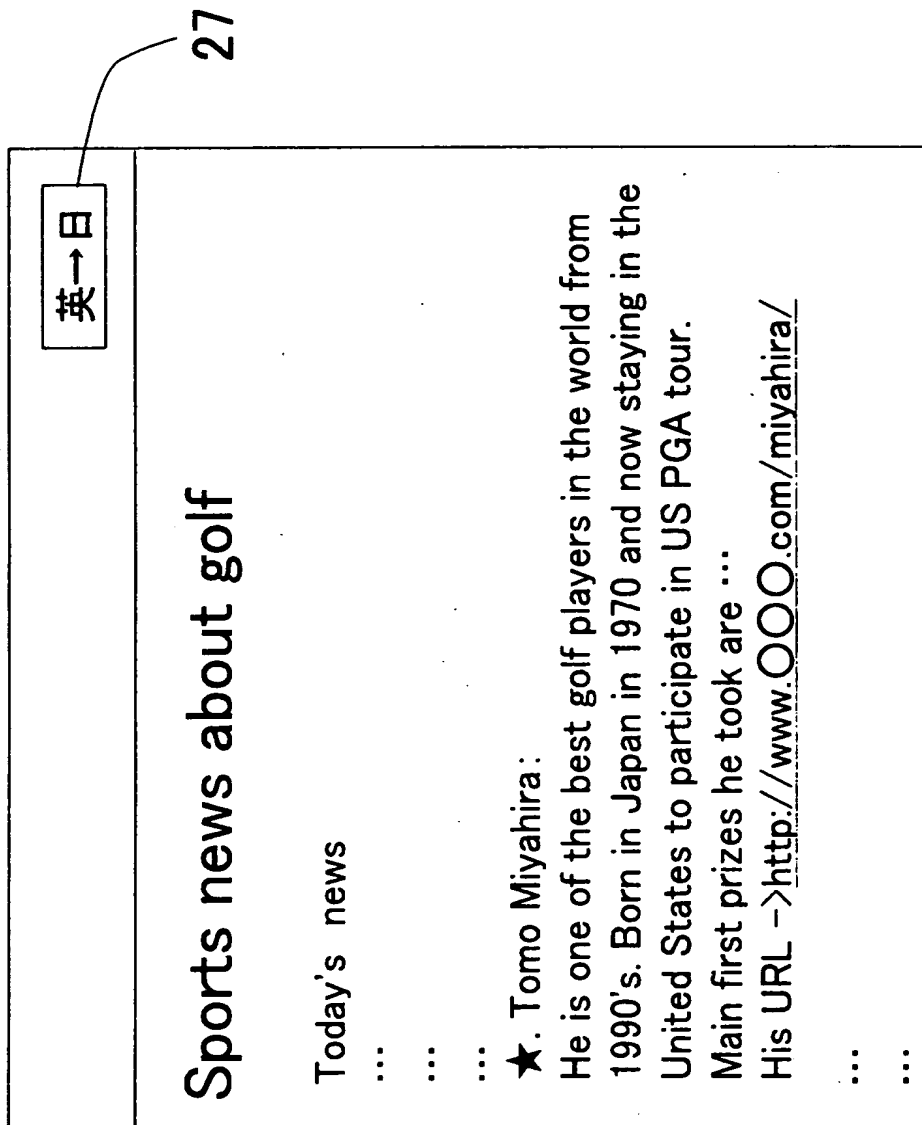 英→日
27
Sports news about golf
Today's news
...
...
...
★. Tomo Miyahira:
He is one of the best golf players in the world from
1990's. Born in Japan in 1970 and now staying in the
United States to participate in US PGA tour.
Main first prizes he took are ...
His URL ->http://www.○○○.com/miyahira/
...
...